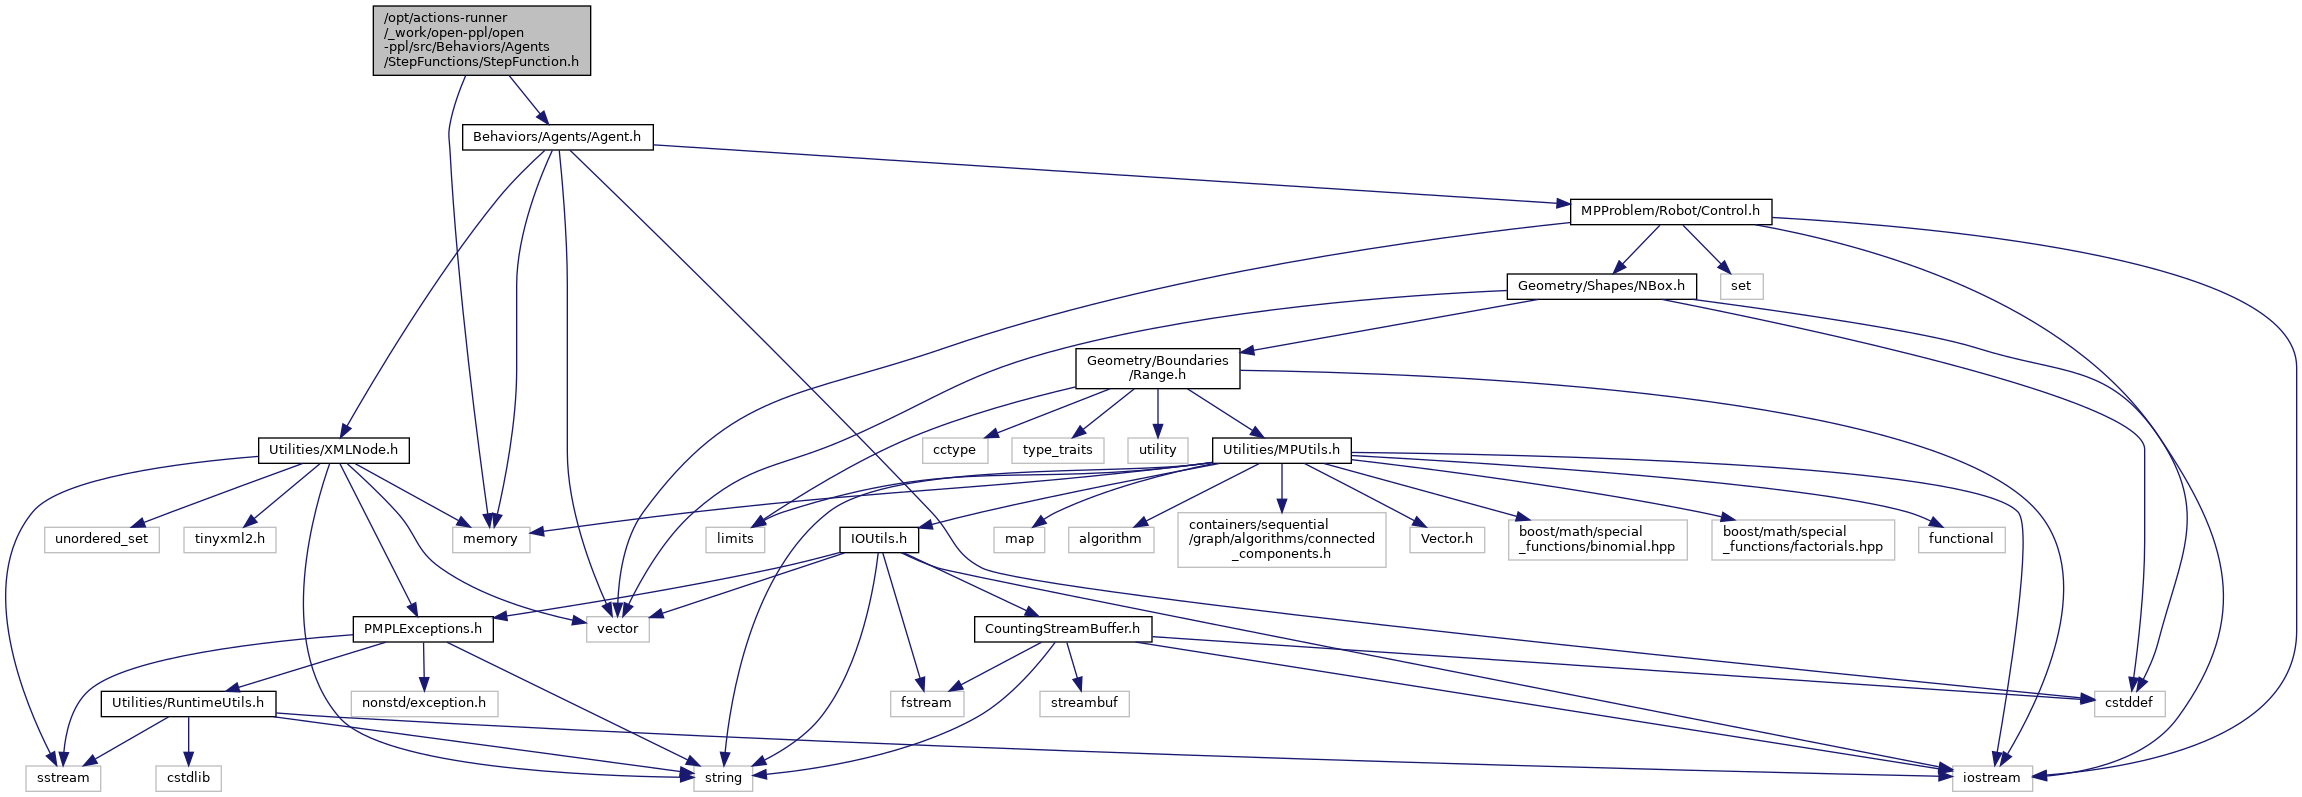 /opt/actions-runner
/_work/open-ppl/open
-ppl/src/Behaviors/Agents
/StepFunctions/StepFunction.h
Behaviors/Agents/Agent.h
MPProblem/Robot/Control.h
Geometry/Shapes/NBox.h
set
Geometry/Boundaries
/Range.h
Utilities/XMLNode.h
cctype
type_traits
utility
Utilities/MPUtils.h
unordered_set
tinyxml2.h
memory
limits
IOUtils.h
map
algorithm
containers/sequential
/graph/algorithms/connected
_components.h
Vector.h
boost/math/special
_functions/binomial.hpp
boost/math/special
_functions/factorials.hpp
functional
PMPLExceptions.h
vector
CountingStreamBuffer.h
Utilities/RuntimeUtils.h
nonstd/exception.h
fstream
streambuf
cstddef
sstream
cstdlib
string
iostream